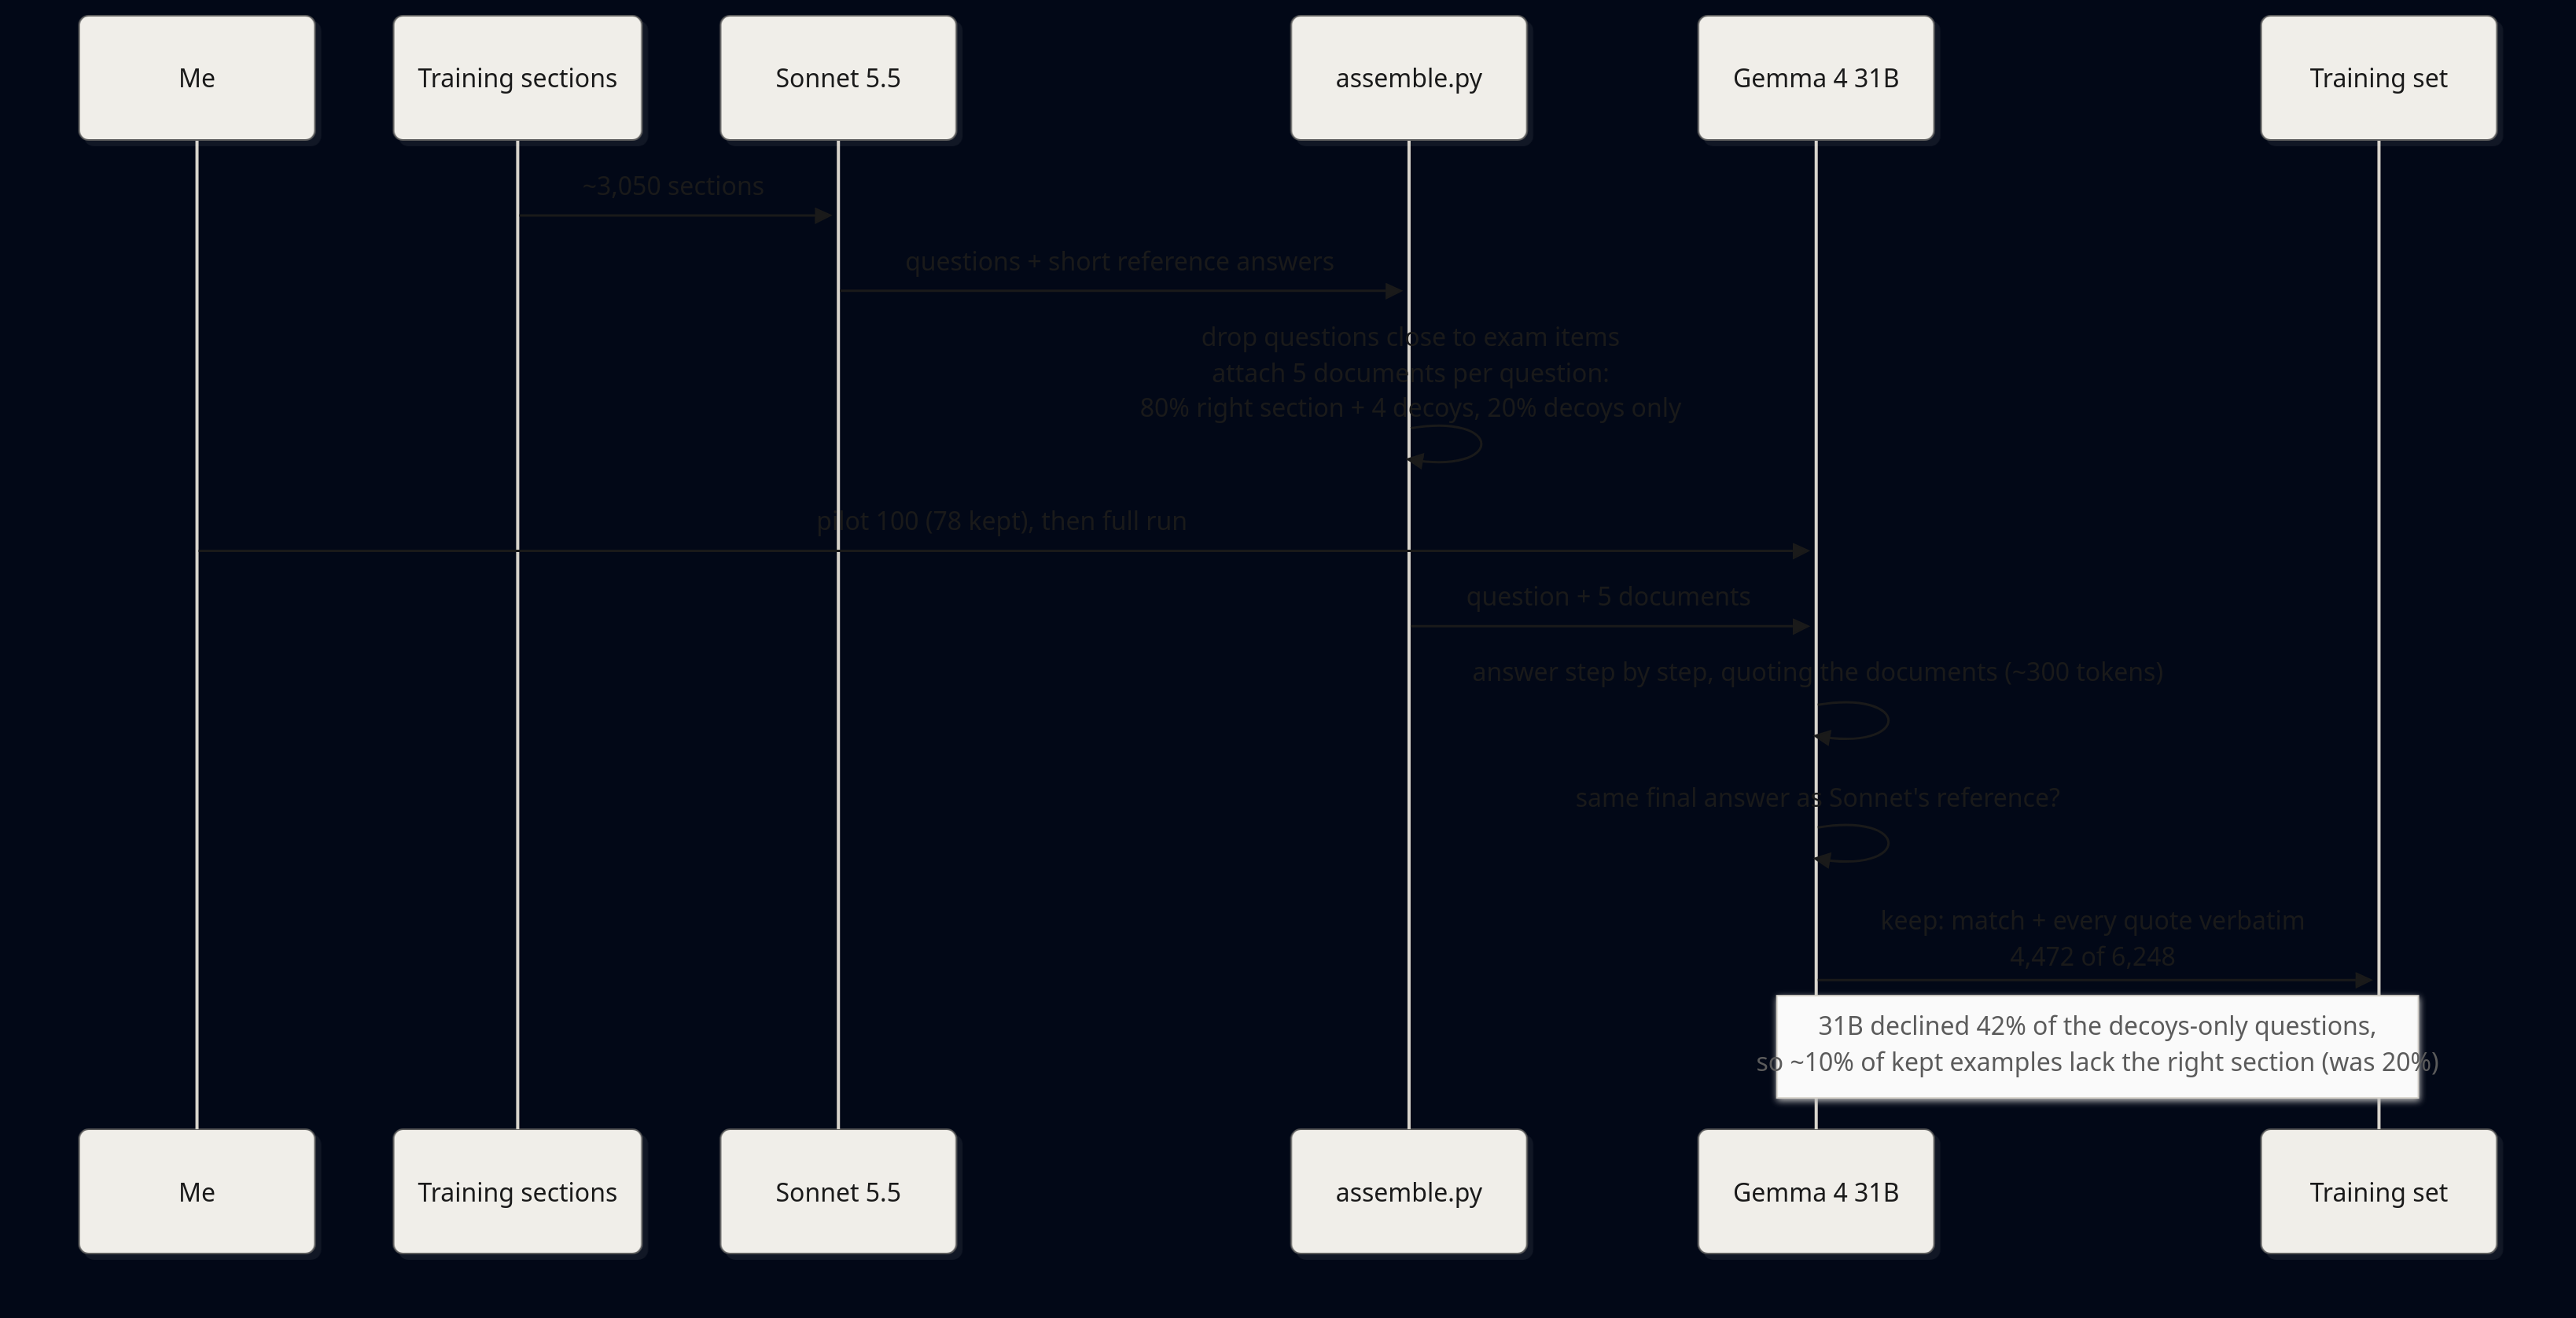 Me
Training sections
Sonnet 5.5
assemble.py
Gemma 4 31B
Training set
~3,050 sections
questions + short reference answers
drop questions close to exam items
attach 5 documents per question:
80% right section + 4 decoys, 20% decoys only
pilot 100 (78 kept), then full run
question + 5 documents
answer step by step, quoting the documents (~300 tokens)
same final answer as Sonnet's reference?
keep: match + every quote verbatim
4,472 of 6,248
31B declined 42% of the decoys-only questions,
so ~10% of kept examples lack the right section (was 20%)
Me
Training sections
Sonnet 5.5
assemble.py
Gemma 4 31B
Training set